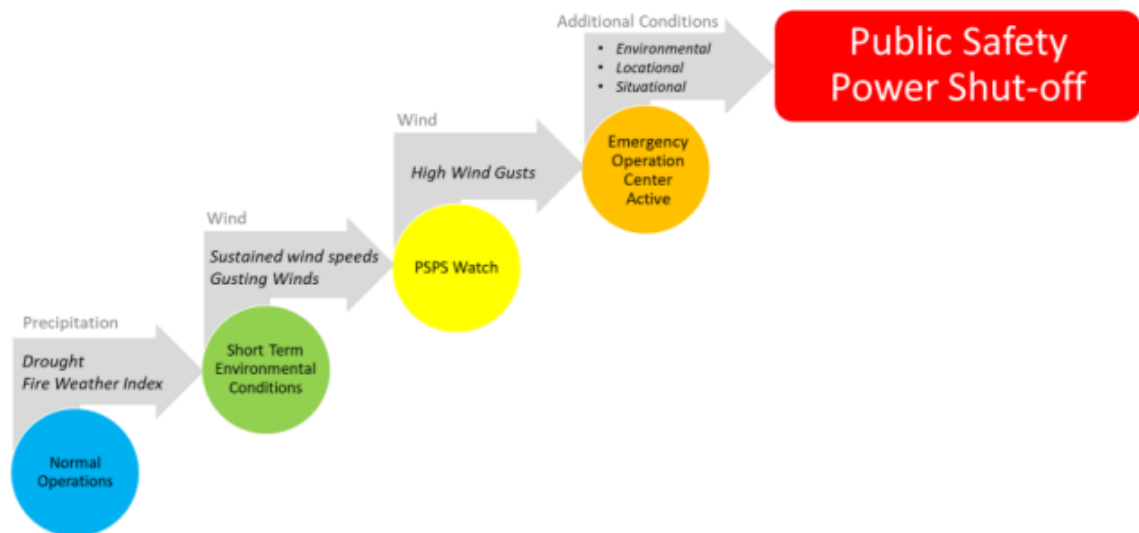 Additional Conditions
• Environmental
• Locational
• Situational
Public Safety
Power Shut-off
Wind
High Wind Gusts
Emergency
Operation
Center
Active
Wind
Sustained wind speeds
Gusting Winds
PSPS Watch
Precipitation
Drought
Fire Weather Index
Short Term
Environmental
Conditions
Normal
Operations